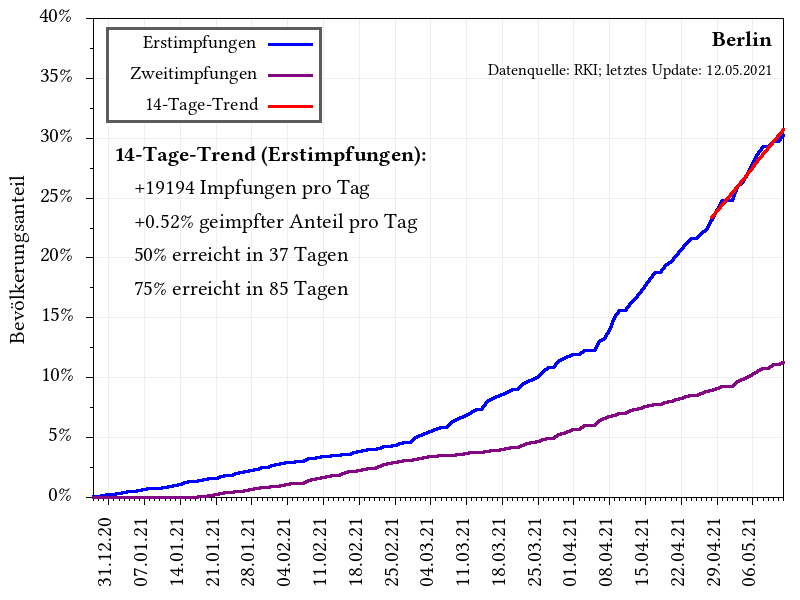 Berlin
Datenquelle: RKI; letztes Update: 12.05.2021
Erstimpfungen
Zweitimpfungen
14-Tage-Trend
14-Tage-Trend (Erstimpfungen):
+19194 Impfungen pro Tag
+0.52% geimpfter Anteil pro Tag
50% erreicht in 37 Tagen
75% erreicht in 85 Tagen
Bevölkerungsanteil
40%
35%
30%
25%
20%
15%
10%
5%
0%
31.12.20
07.01.21
14.01.21
21.01.21
28.01.21
04.02.21
11.02.21
18.02.21
25.02.21
04.03.21
11.03.21
18.03.21
25.03.21
01.04.21
08.04.21
15.04.21
22.04.21
29.04.21
06.05.21